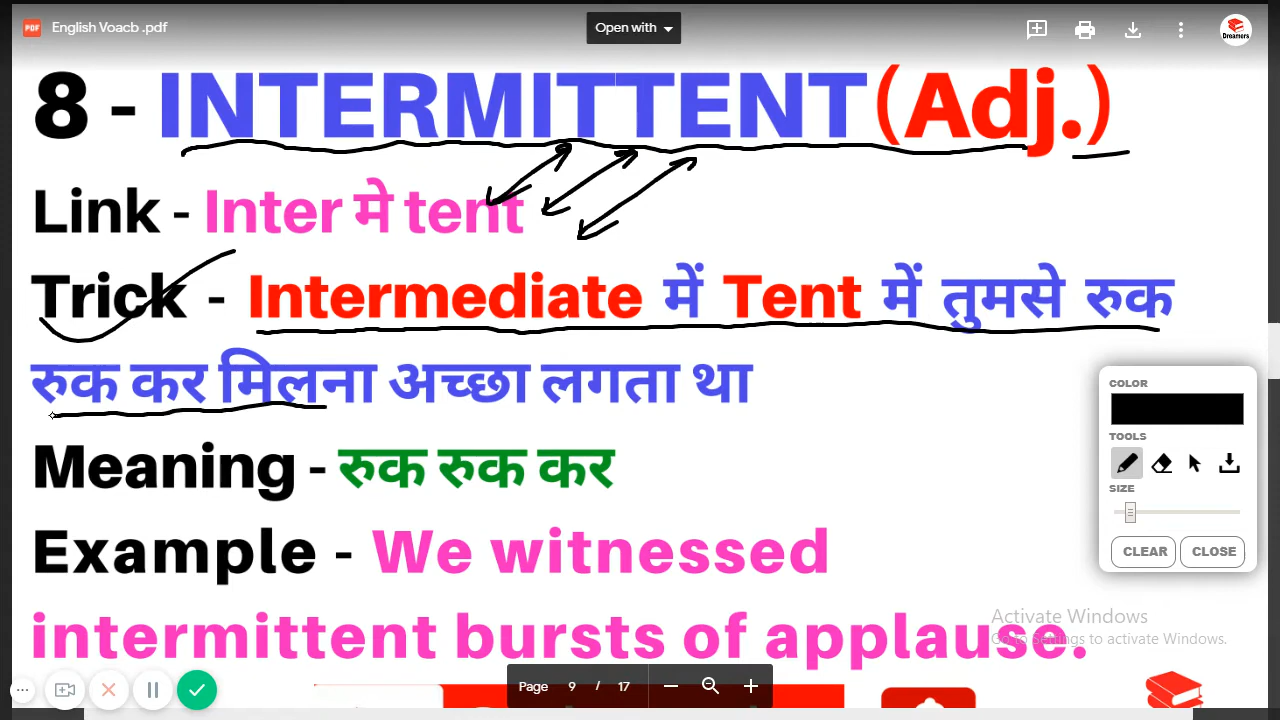 English Voacb .pdf
Open with
Dreamers
8 - INTERMITTENT (Adj.)
Link - Inter मे tent
Trick - Intermediate में Tent में तुमसे रुक
रुक कर मिलना अच्छा लगता था
Meaning - रुक रुक कर
Example - We witnessed
intermittent bursts of applause.
COLOR
TOOLS
SIZE
CLEAR CLOSE
Activate Windows
Go to Settings to activate Windows.
Page 9 / 17